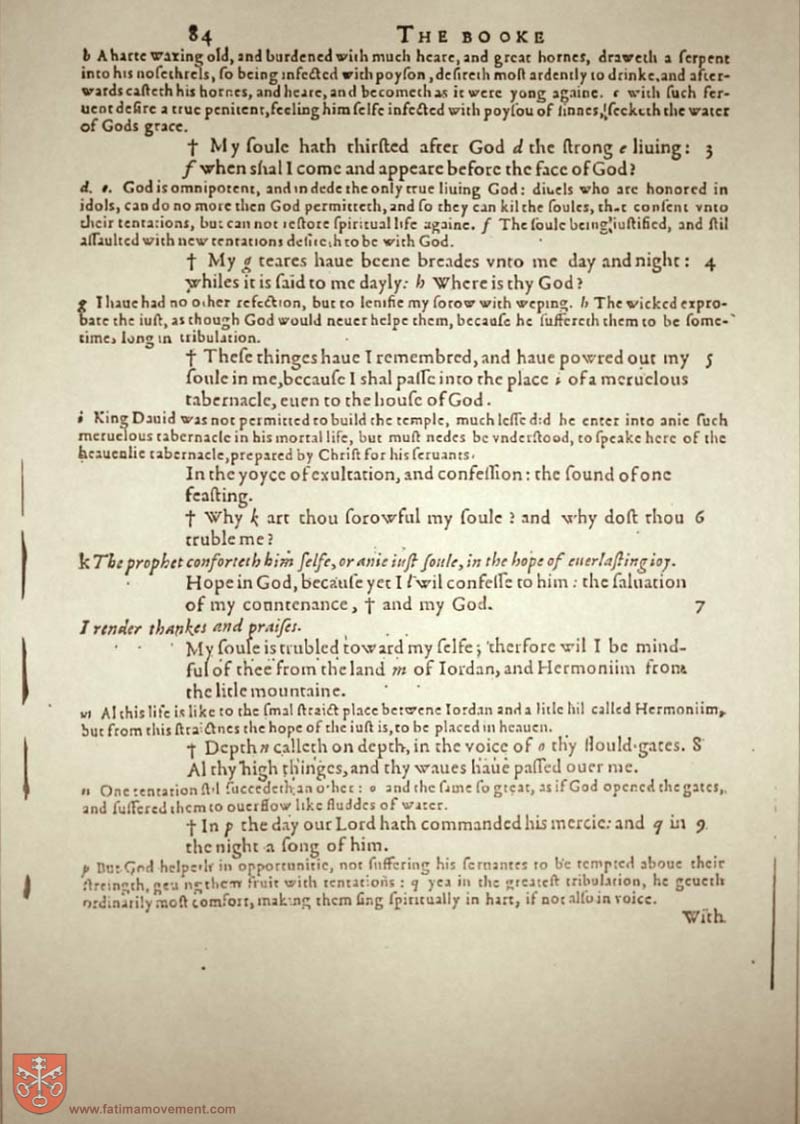 84 THE BOOKE
b A harte waxing old, and burdened with much heare, and great hornes, draweth a ſerpent
into his noſethrels, ſo being infected with poyſon, deſireth moſt ardently to drinke, and after-
wards caſteth his hornes, and heare, and becometh as it were yong againe. c with ſuch fer-
uent deſire a true penitent, feeling him ſelfe infected with poyſou of ſinnes, ſeeketh the water
of Gods grace.
† My ſoule hath thirſted after God d the ſtrong e liuing: 3
f when shal I come and appeare before the face of God?
d. e. God is omnipotent, and in dede the only true liuing God: diuels who are honored in
idols, can do no more then God permitteth, and ſo they can kil the ſoules, that conſent vnto
their tentations, but can not reſtore ſpiritual life againe. f The ſoule being iuſtified, and ſtil
aſſaulted with new tentations deſireth to be with God.
† My g teares haue beene breades vnto me day and night: 4
whiles it is ſaid to me dayly: h Where is thy God?
g I haue had no other refection, but to lenifie my ſorow with weping. h The wicked expro-
bate the iuſt, as though God would neuer helpe them, becauſe he ſuffereth them to be ſome-
times long in tribulation.
† Theſe thinges haue I remembred, and haue powred out my 5
ſoule in me, becauſe I shal paſſe into the place i of a meruelous
tabernacle, euen to the houſe of God.
i King Dauid was not permitted to build the temple, much leſſe did he enter into anie ſuch
meruelous tabernacle in his mortal life, but muſt nedes be vnderſtood, to ſpeake here of the
heauenlie tabernacle, prepared by Chriſt for his ſeruants.
In the voyce of exultation, and confeſſion: the ſound of one
feaſting.
† Why k art thou ſorowful my ſoule? and why doſt thou 6
truble me?
k The prophet conforteth him ſelfe, or anie iuſt ſoule, in the hope of euerlaſting ioy.
Hope in God, becauſe yet I l wil confeſſe to him: the ſaluation
of my conntenance, † and my God. 7
I render thankes and praiſes.
My ſoule is trubled toward my ſelfe; therfore wil I be mind-
ful of thee from the land m of Iordan, and Hermoniim from
the litle mountaine.
m Al this life is like to the ſmal ſtraict place betwene Iordan and a litle hil called Hermoniim,
but from this ſtraictnes the hope of the iuſt is, to be placed in heauen.
† Depth n calleth on depth, in the voice of o thy flould-gates. 8
Al thy high thinges, and thy waues haue paſſed ouer me.
n One tentation ſtil ſuccedeth an other: o and the ſame ſo great, as if God opened the gates,
and ſuffered them to ouerflow like fluddes of water.
† In p the day our Lord hath commanded his mercie: and q in 9
the night a ſong of him.
p But God helpeth in opportunitie, not ſuffering his ſeruantes to be tempted aboue their
ſtreingth, geuing them fruit with tentations: q yea in the greateſt tribulation, he geueth
ordinarily moſt comfort, making them ſing ſpiritually in hart, if not alſo in voice.
With
www.fatimamovement.com